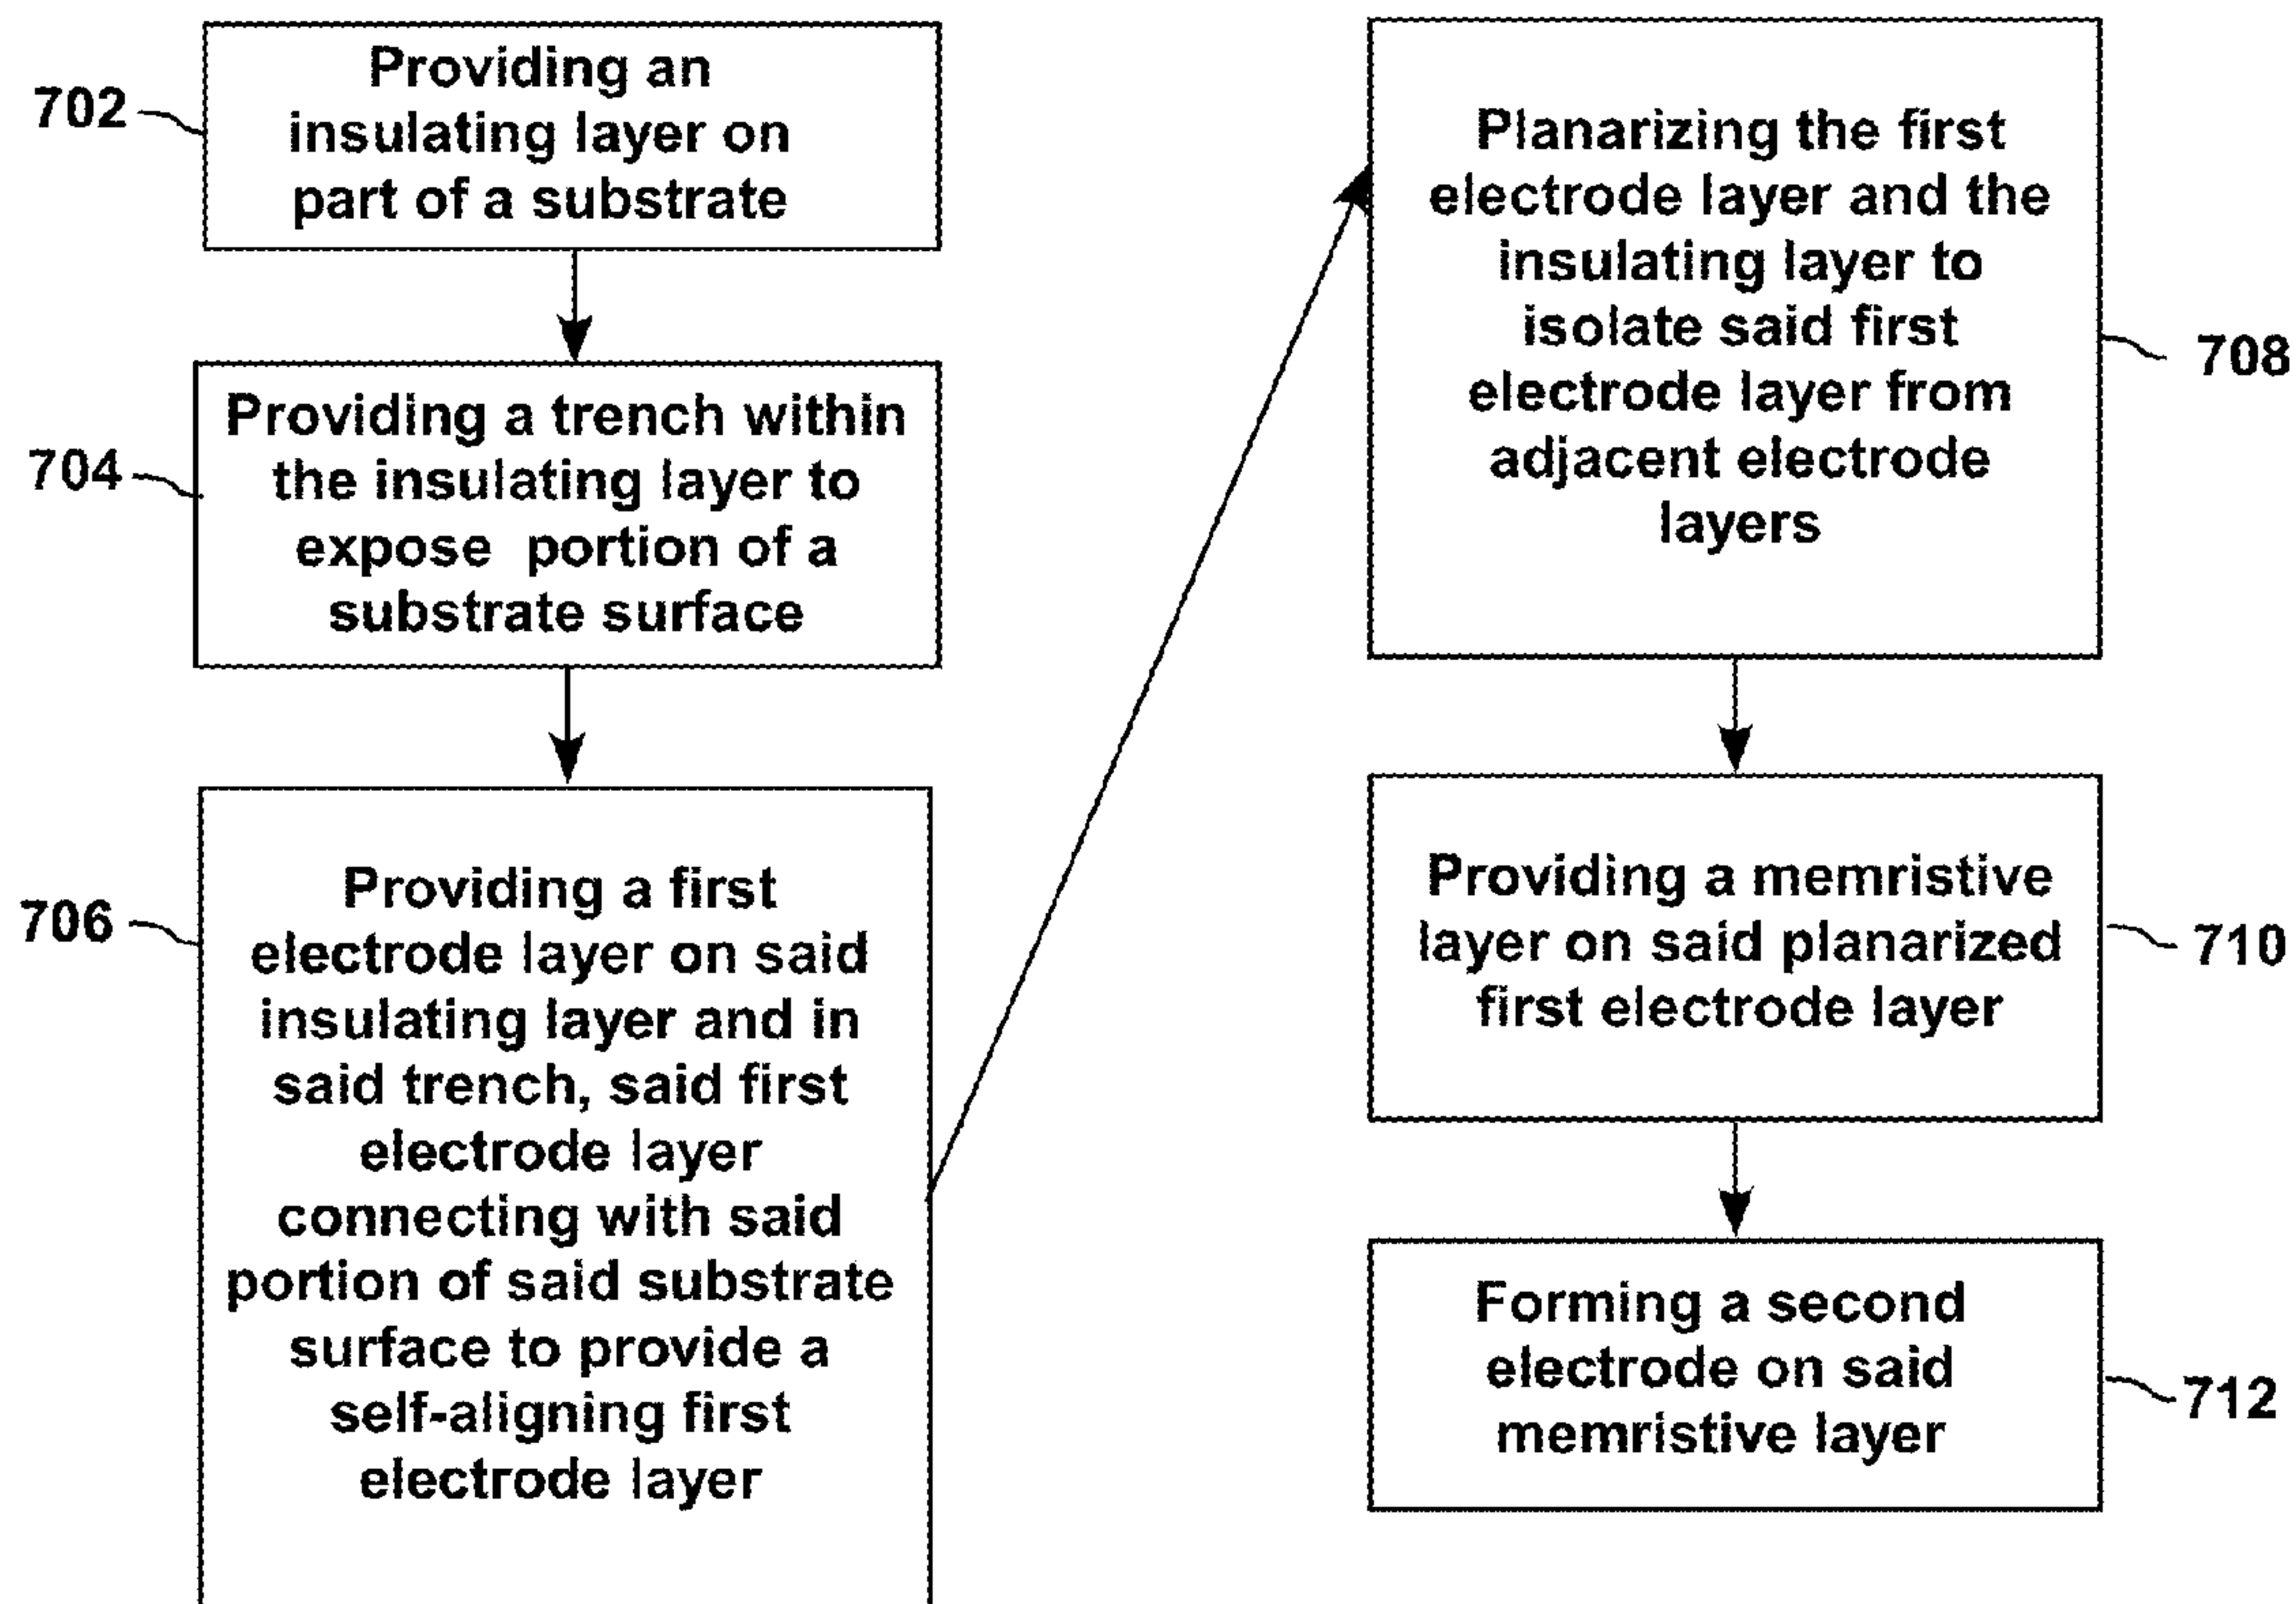 702
Providing an
insulating layer on
part of a substrate
704
Providing a trench within
the insulating layer to
expose portion of a
substrate surface
706
Providing a first
electrode layer on said
insulating layer and in
said trench, said first
electrode layer
connecting with said
portion of said substrate
surface to provide a
self-aligning first
electrode layer
Planarizing the first
electrode layer and the
insulating layer to
isolate said first
electrode layer from
adjacent electrode
layers
708
Providing a memristive
layer on said planarized
first electrode layer
710
Forming a second
electrode on said
memristive layer
712